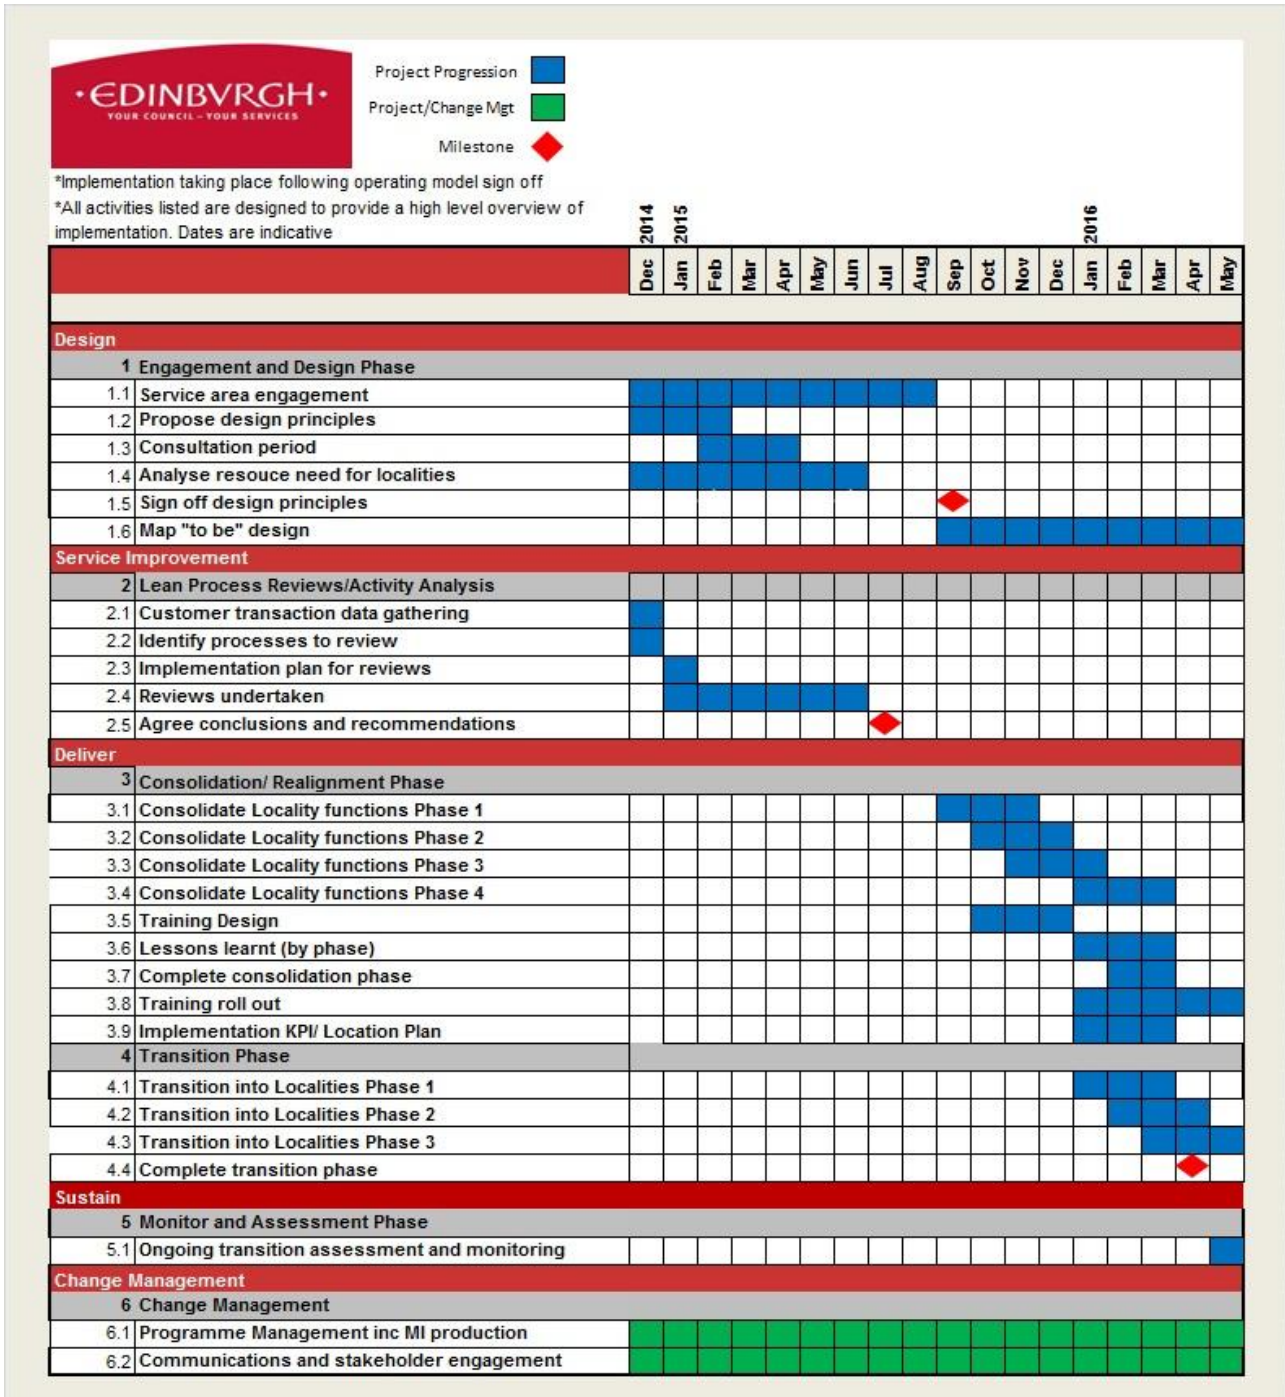 ·EDINBVRGH·
YOUR COUNCIL – YOUR SERVICES
Project Progression
Project/Change Mgt
Milestone
*Implementation taking place following operating model sign off
*All activities listed are designed to provide a high level overview of
implementation. Dates are indicative
2014 2015 2016
Dec Jan Feb Mar Apr May Jun Jul Aug Sep Oct Nov Dec Jan Feb Mar Apr May
Design
1 Engagement and Design Phase
1.1 Service area engagement
1.2 Propose design principles
1.3 Consultation period
1.4 Analyse resouce need for localities
1.5 Sign off design principles
1.6 Map "to be" design
Service Improvement
2 Lean Process Reviews/Activity Analysis
2.1 Customer transaction data gathering
2.2 Identify processes to review
2.3 Implementation plan for reviews
2.4 Reviews undertaken
2.5 Agree conclusions and recommendations
Deliver
3 Consolidation/ Realignment Phase
3.1 Consolidate Locality functions Phase 1
3.2 Consolidate Locality functions Phase 2
3.3 Consolidate Locality functions Phase 3
3.4 Consolidate Locality functions Phase 4
3.5 Training Design
3.6 Lessons learnt (by phase)
3.7 Complete consolidation phase
3.8 Training roll out
3.9 Implementation KPI/ Location Plan
4 Transition Phase
4.1 Transition into Localities Phase 1
4.2 Transition into Localities Phase 2
4.3 Transition into Localities Phase 3
4.4 Complete transition phase
Sustain
5 Monitor and Assessment Phase
5.1 Ongoing transition assessment and monitoring
Change Management
6 Change Management
6.1 Programme Management inc MI production
6.2 Communications and stakeholder engagement